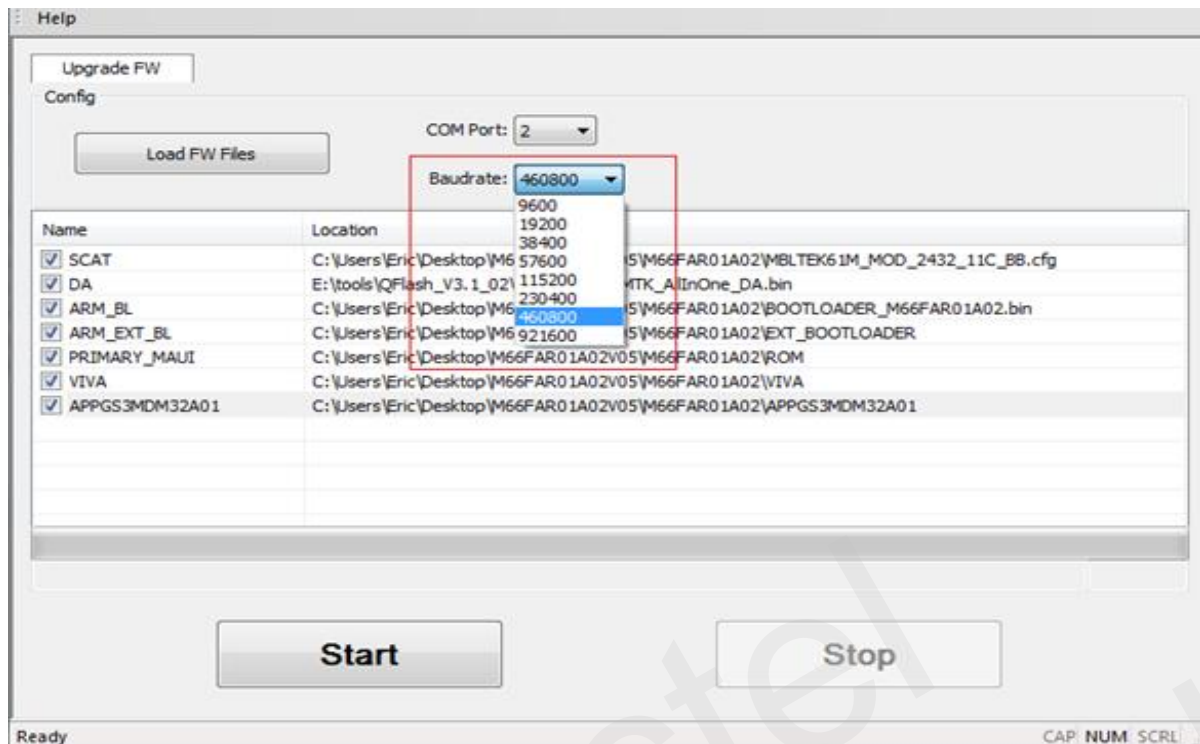 Help
Upgrade FW
Config
Load FW Files
COM Port: 2
Baudrate: 460800
9600
19200
38400
57600
115200
230400
460800
921600
Name Location
SCAT C:\Users\Eric\Desktop\M6 5\M66FAR01A02\MBLTEK61M_MOD_2432_11C_BB.cfg
DA E:\tools\QFlash_V3.1_02\ MTK_AllInOne_DA.bin
ARM_BL C:\Users\Eric\Desktop\M6 5\M66FAR01A02\BOOTLOADER_M66FAR01A02.bin
ARM_EXT_BL C:\Users\Eric\Desktop\M6 5\M66FAR01A02\EXT_BOOTLOADER
PRIMARY_MAUI C:\Users\Eric\Desktop\M66FAR01A02V05\M66FAR01A02\ROM
VIVA C:\Users\Eric\Desktop\M66FAR01A02V05\M66FAR01A02\VIVA
APPGS3MDM32A01 C:\Users\Eric\Desktop\M66FAR01A02V05\M66FAR01A02\APPGS3MDM32A01
Start Stop
Ready CAP NUM SCRL